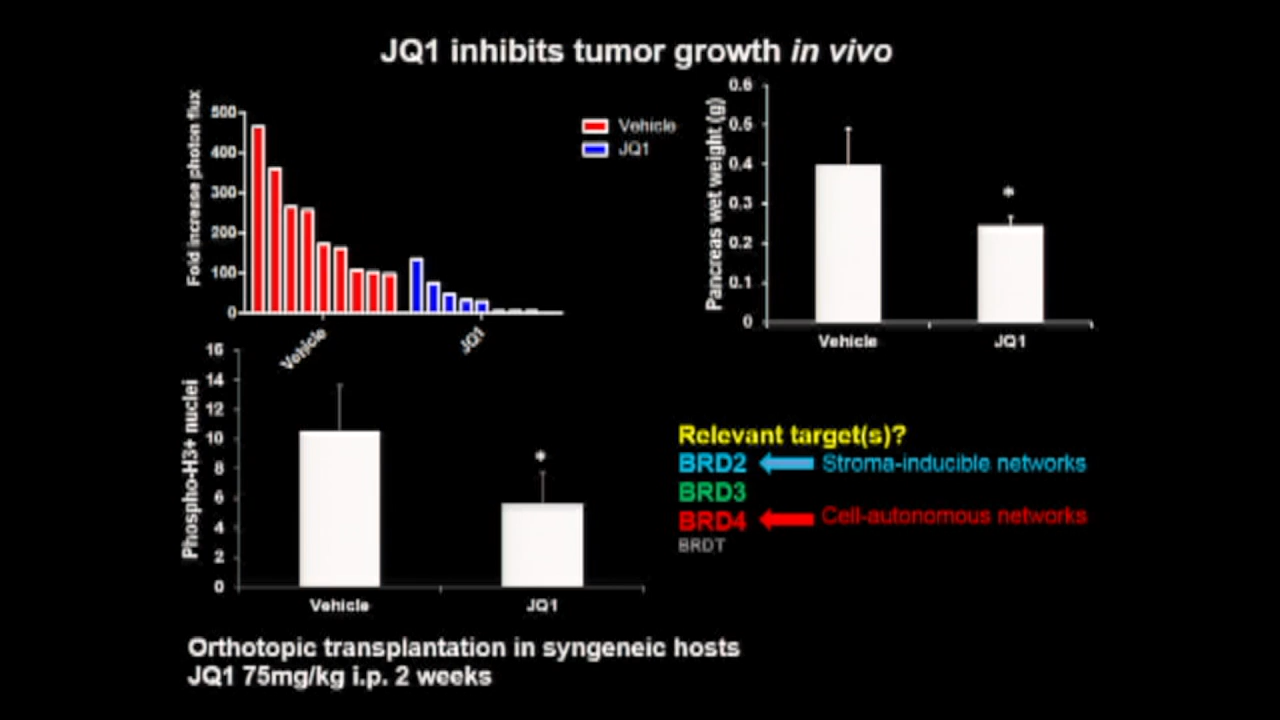 JQ1 inhibits tumor growth in vivo
Fold increase photon flux
500
400
300
200
100
0
Vehicle
JQ1
Vehicle
JQ1
Pancreas wet weight (g)
0.6
0.5
0.4
0.3
0.2
0.1
0
*
Vehicle
JQ1
Phospho-H3+ nuclei
16
14
12
10
8
6
4
2
0
*
Vehicle
JQ1
Relevant target(s)?
BRD2 Stroma-inducible networks
BRD3
BRD4 Cell-autonomous networks
BRDT
Orthotopic transplantation in syngeneic hosts
JQ1 75mg/kg i.p. 2 weeks